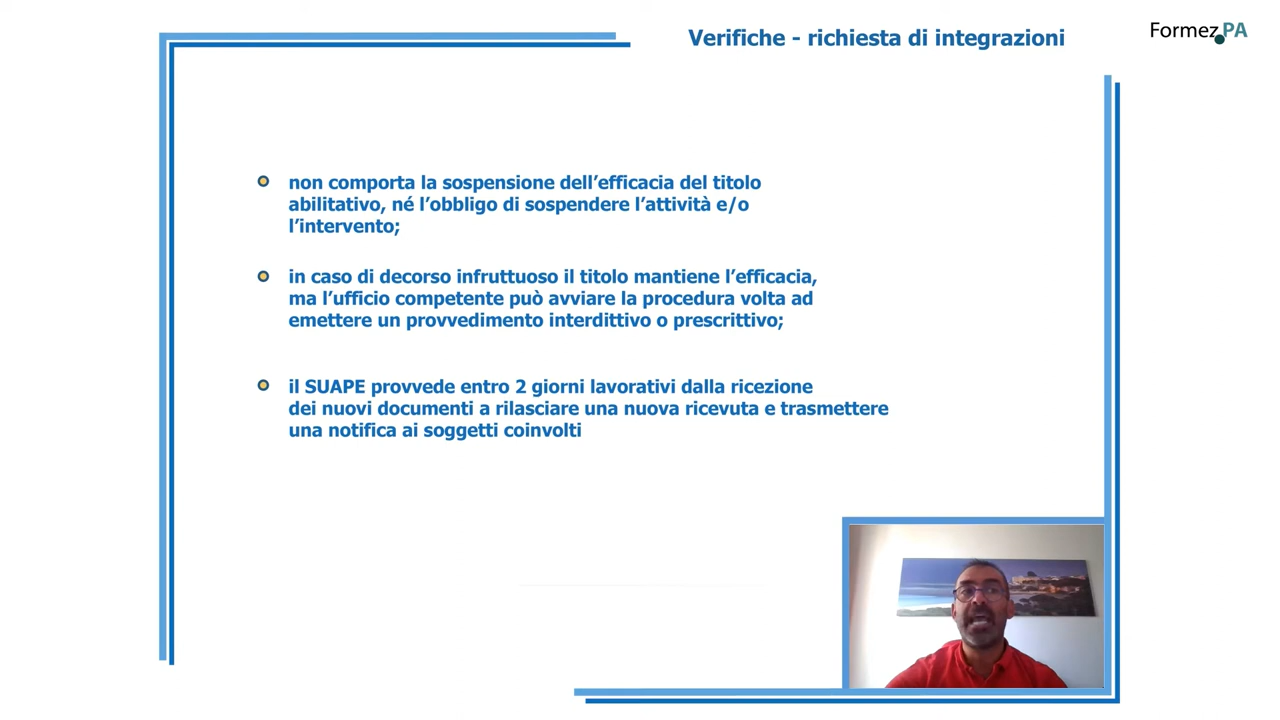 Verifiche - richiesta di integrazioni
Formez.PA
non comporta la sospensione dell’efficacia del titolo
abilitativo, né l’obbligo di sospendere l’attività e/o
l’intervento;
in caso di decorso infruttuoso il titolo mantiene l’efficacia,
ma l’ufficio competente può avviare la procedura volta ad
emettere un provvedimento interdittivo o prescrittivo;
il SUAPE provvede entro 2 giorni lavorativi dalla ricezione
dei nuovi documenti a rilasciare una nuova ricevuta e trasmettere
una notifica ai soggetti coinvolti